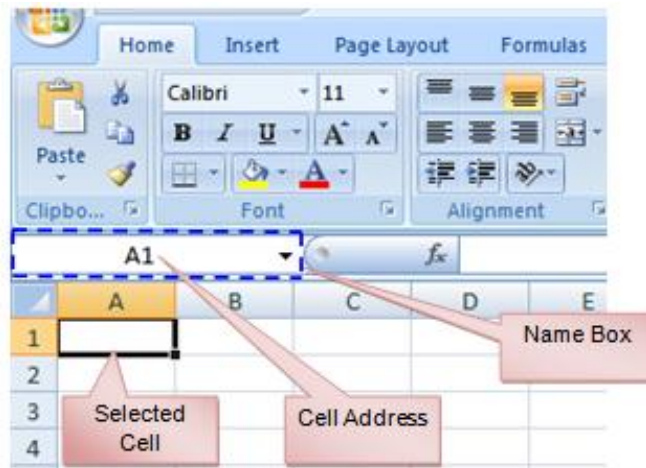 Home Insert Page Layout Formulas
Calibri 11
B I U A A
Paste
A
Clipbo... Font Alignment
A1 fx
A B C D E
Name Box
1
2
3
4
Selected
Cell
Cell Address